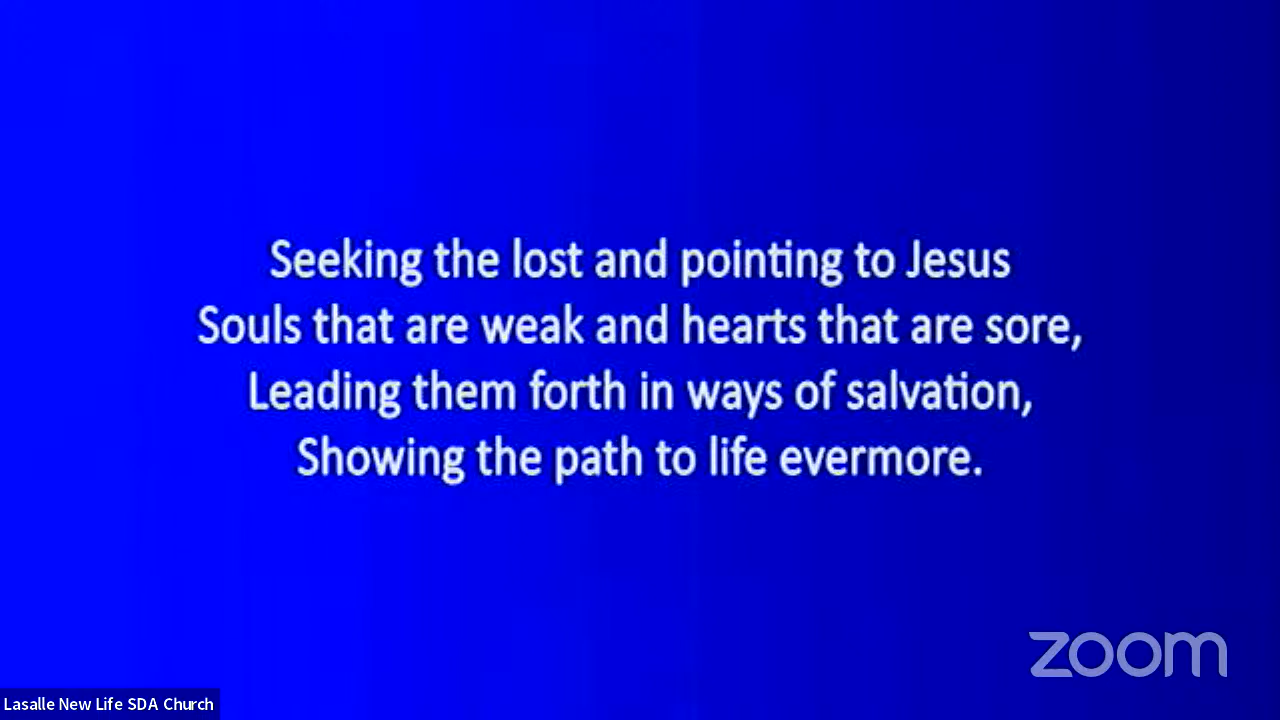 Seeking the lost and pointing to Jesus
Souls that are weak and hearts that are sore,
Leading them forth in ways of salvation,
Showing the path to life evermore.
zoom
Lasalle New Life SDA Church